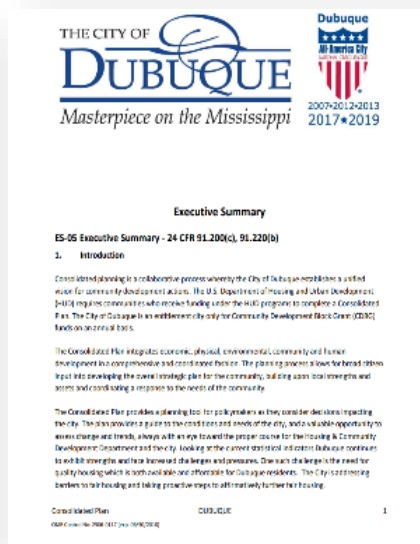 THE CITY OF
DUBUQUE
Masterpiece on the Mississippi
Dubuque
All-America City
2007•2012•2013
2017★2019
Executive Summary
ES-05 Executive Summary - 24 CFR 91.200(c), 91.220(b)
1. Introduction
Consolidated planning is a collaborative process whereby the City of Dubuque establishes a unified
vision for community development actions. The U.S. Department of Housing and Urban Development
(HUD) requires communities who receive funding under the HUD programs to complete a Consolidated
Plan. The City of Dubuque is an entitlement city only for Community Development Block Grant (CDBG)
funds on an annual basis.
The Consolidated Plan integrates economic, physical, environmental, community and human
development in a comprehensive and coordinated fashion. The planning process allows for broad citizen
input into developing the overall strategic plan for the community, building upon local strengths and
assets and coordinating a response to the needs of the community.
The Consolidated Plan provides a planning tool for policymakers as they consider decisions impacting
the city. The plan provides a guide to the conditions and needs of the city, and a valuable opportunity to
assess change and trends, always with an eye toward the proper course for the Housing & Community
Development Department and the city. Looking at the current statistical indicators Dubuque continues
to exhibit strengths and face increased challenges and pressures. One such challenge is the need for
quality housing which is both available and affordable for Dubuque residents. The City is addressing
barriers to fair housing and taking proactive steps to affirmatively further fair housing.
Consolidated Plan DUBUQUE 1
OMB Control No: 2506-0117